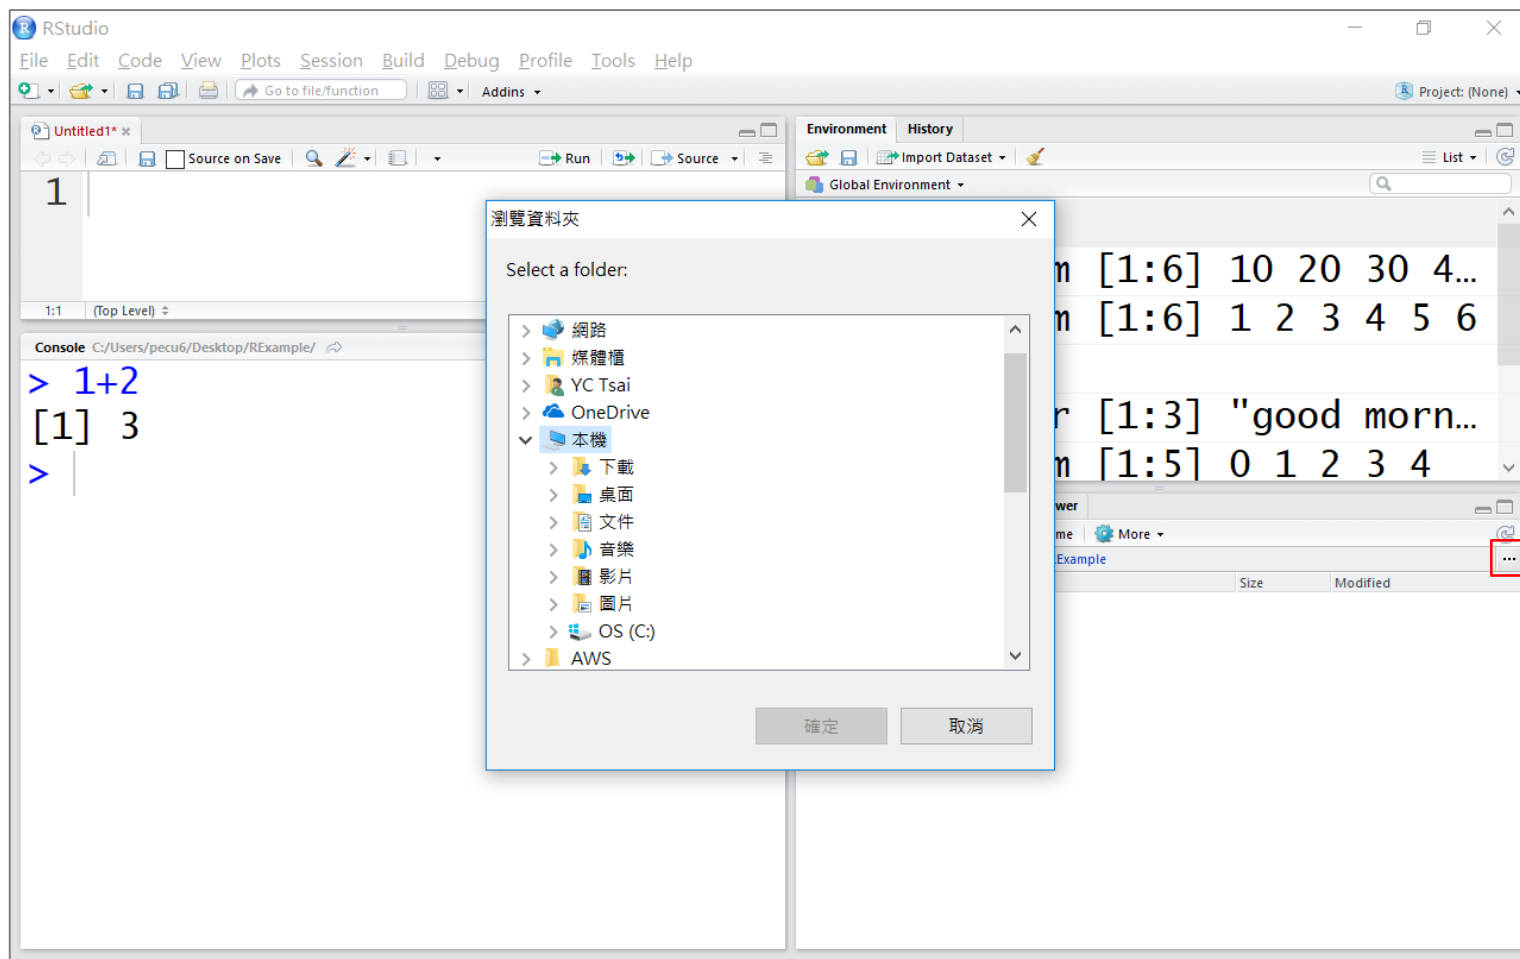 RStudio
File Edit Code View Plots Session Build Debug Profile Tools Help
Go to file/function Addins Project: (None)
Untitled1*
Source on Save Run Source
1
1:1 (Top Level)
Console C:/Users/pecu6/Desktop/RExample/
> 1+2
[1] 3
>
Environment History
Import Dataset List
Global Environment
[1:6] 10 20 30 4...
[1:6] 1 2 3 4 5 6
[1:3] "good morn...
[1:5] 0 1 2 3 4
More
Size Modified
...
瀏覽資料夾
Select a folder:
網路
媒體櫃
YC Tsai
OneDrive
本機
下載
桌面
文件
音樂
影片
圖片
OS (C:)
AWS
確定 取消